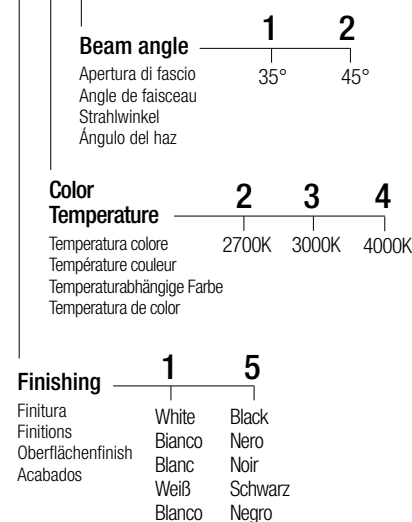 Beam angle 1 2
Apertura di fascio 35° 45°
Angle de faisceau
Strahlwinkel
Ángulo del haz
Color
Temperature 2 3 4
Temperatura colore 2700K 3000K 4000K
Température couleur
Temperaturabhängige Farbe
Temperatura de color
Finishing 1 5
Finitura White Black
Finitions Bianco Nero
Oberflächenfinish Blanc Noir
Acabados Weiß Schwarz
Blanco Negro